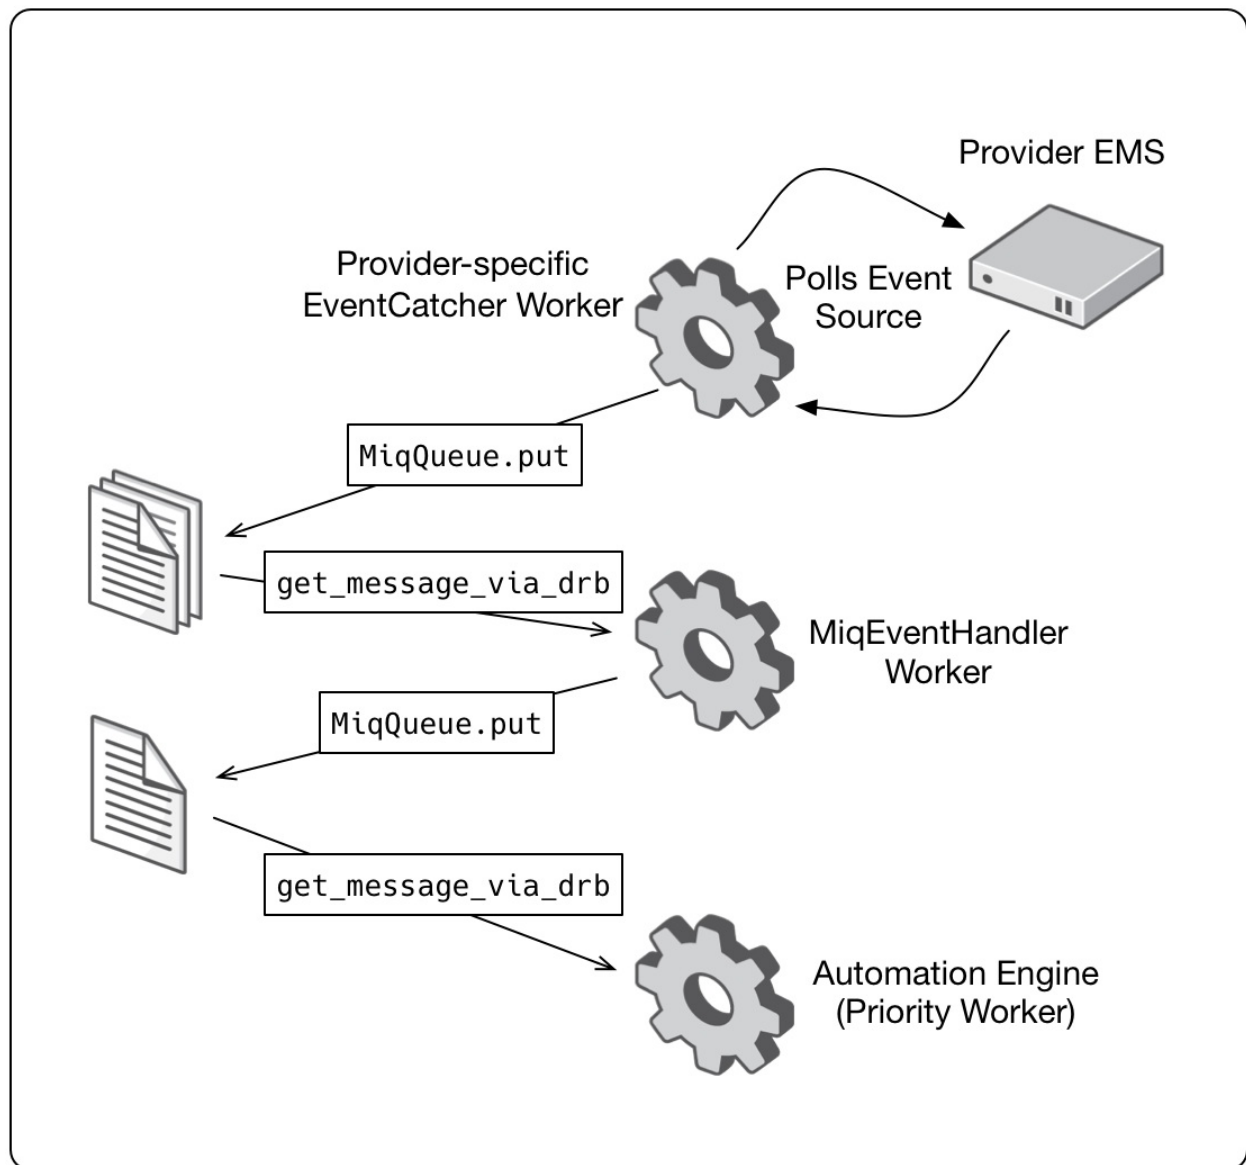 Provider EMS
Provider-specific
EventCatcher Worker
Polls Event
Source
MiqQueue.put
get_message_via_drb
MiqEventHandler
Worker
MiqQueue.put
get_message_via_drb
Automation Engine
(Priority Worker)